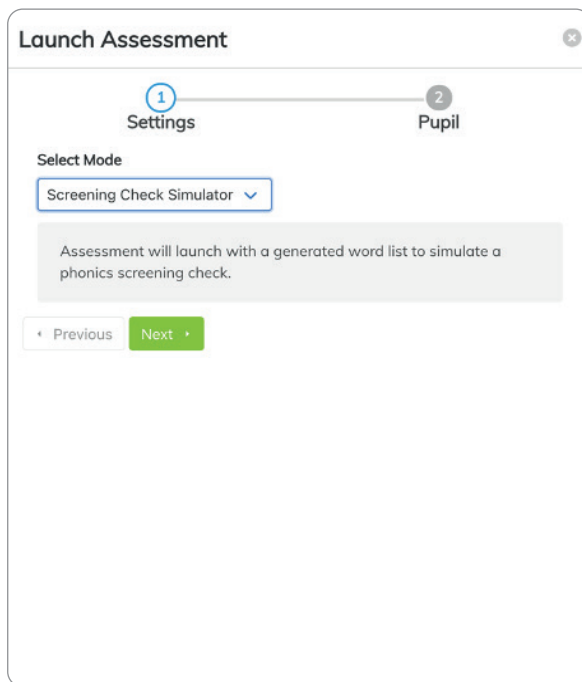 Launch Assessment
1 2
Settings Pupil
Select Mode
Screening Check Simulator
Assessment will launch with a generated word list to simulate a
phonics screening check.
Previous Next